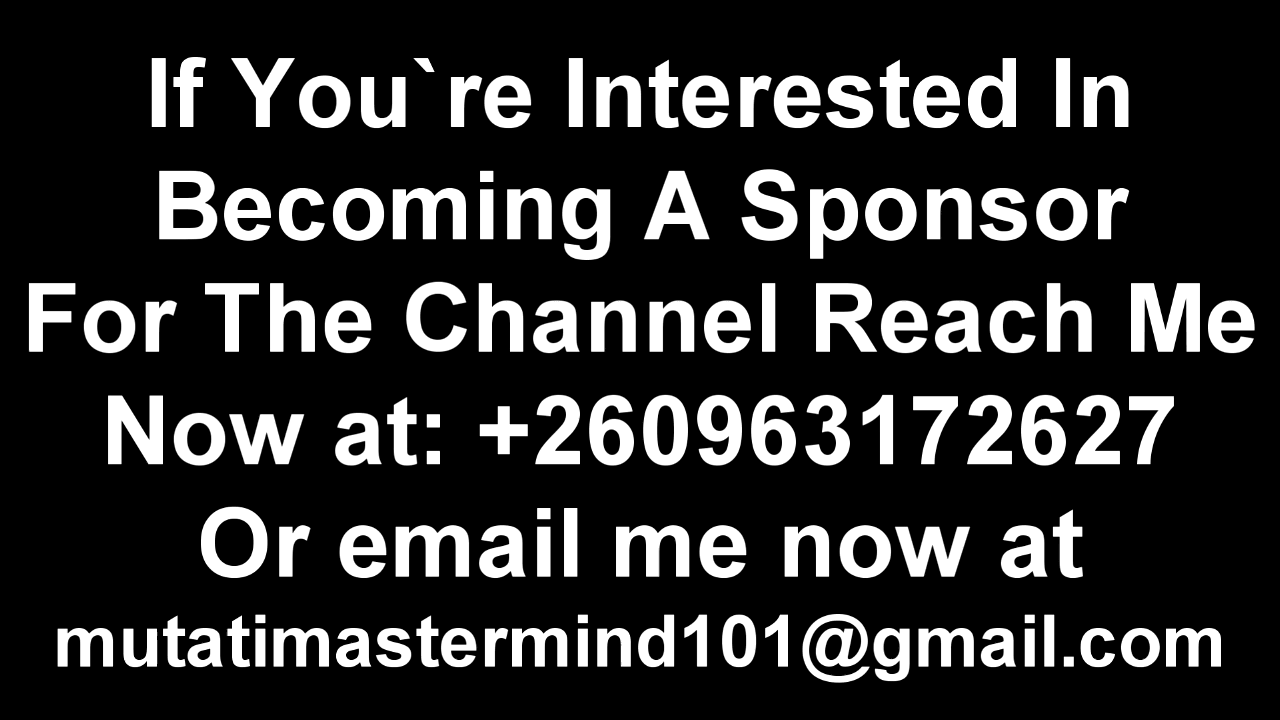 If You`re Interested In
Becoming A Sponsor
For The Channel Reach Me
Now at: +260963172627
Or email me now at
mutatimastermind101@gmail.com